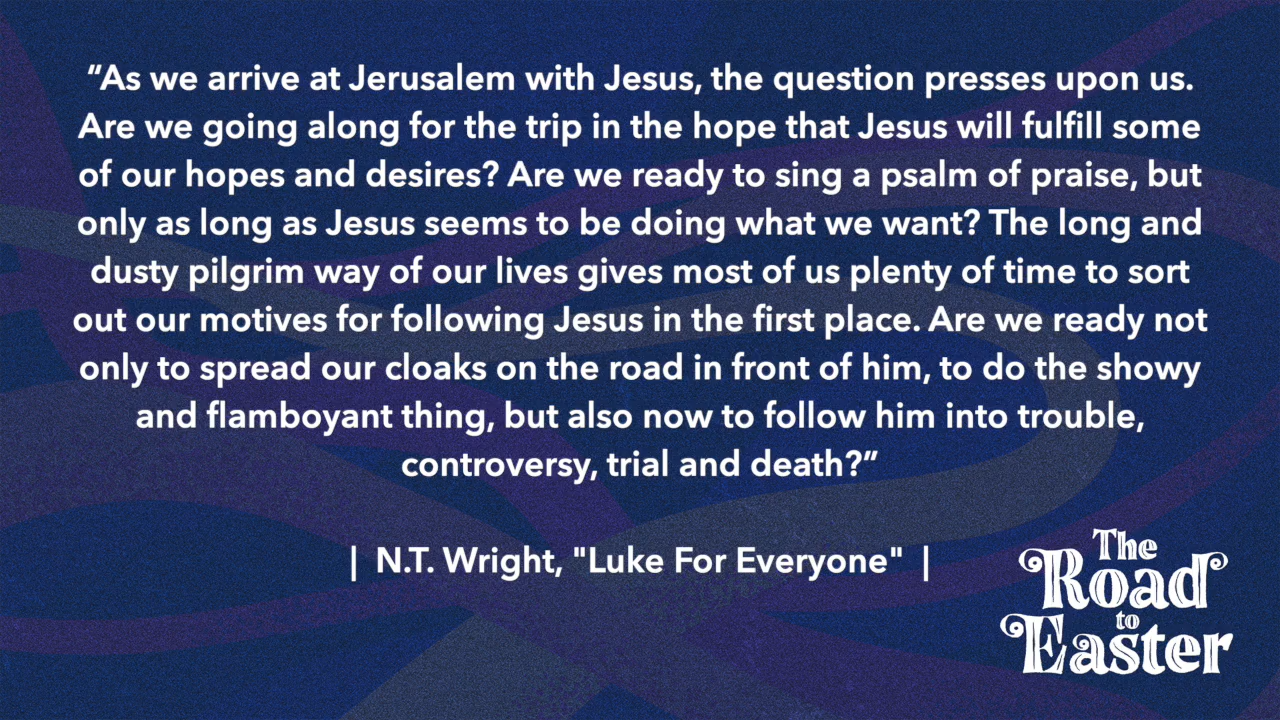 “As we arrive at Jerusalem with Jesus, the question presses upon us.
Are we going along for the trip in the hope that Jesus will fulfill some
of our hopes and desires? Are we ready to sing a psalm of praise, but
only as long as Jesus seems to be doing what we want? The long and
dusty pilgrim way of our lives gives most of us plenty of time to sort
out our motives for following Jesus in the first place. Are we ready not
only to spread our cloaks on the road in front of him, to do the showy
and flamboyant thing, but also now to follow him into trouble,
controversy, trial and death?”
| N.T. Wright, "Luke For Everyone" |
The
Road
to
Easter